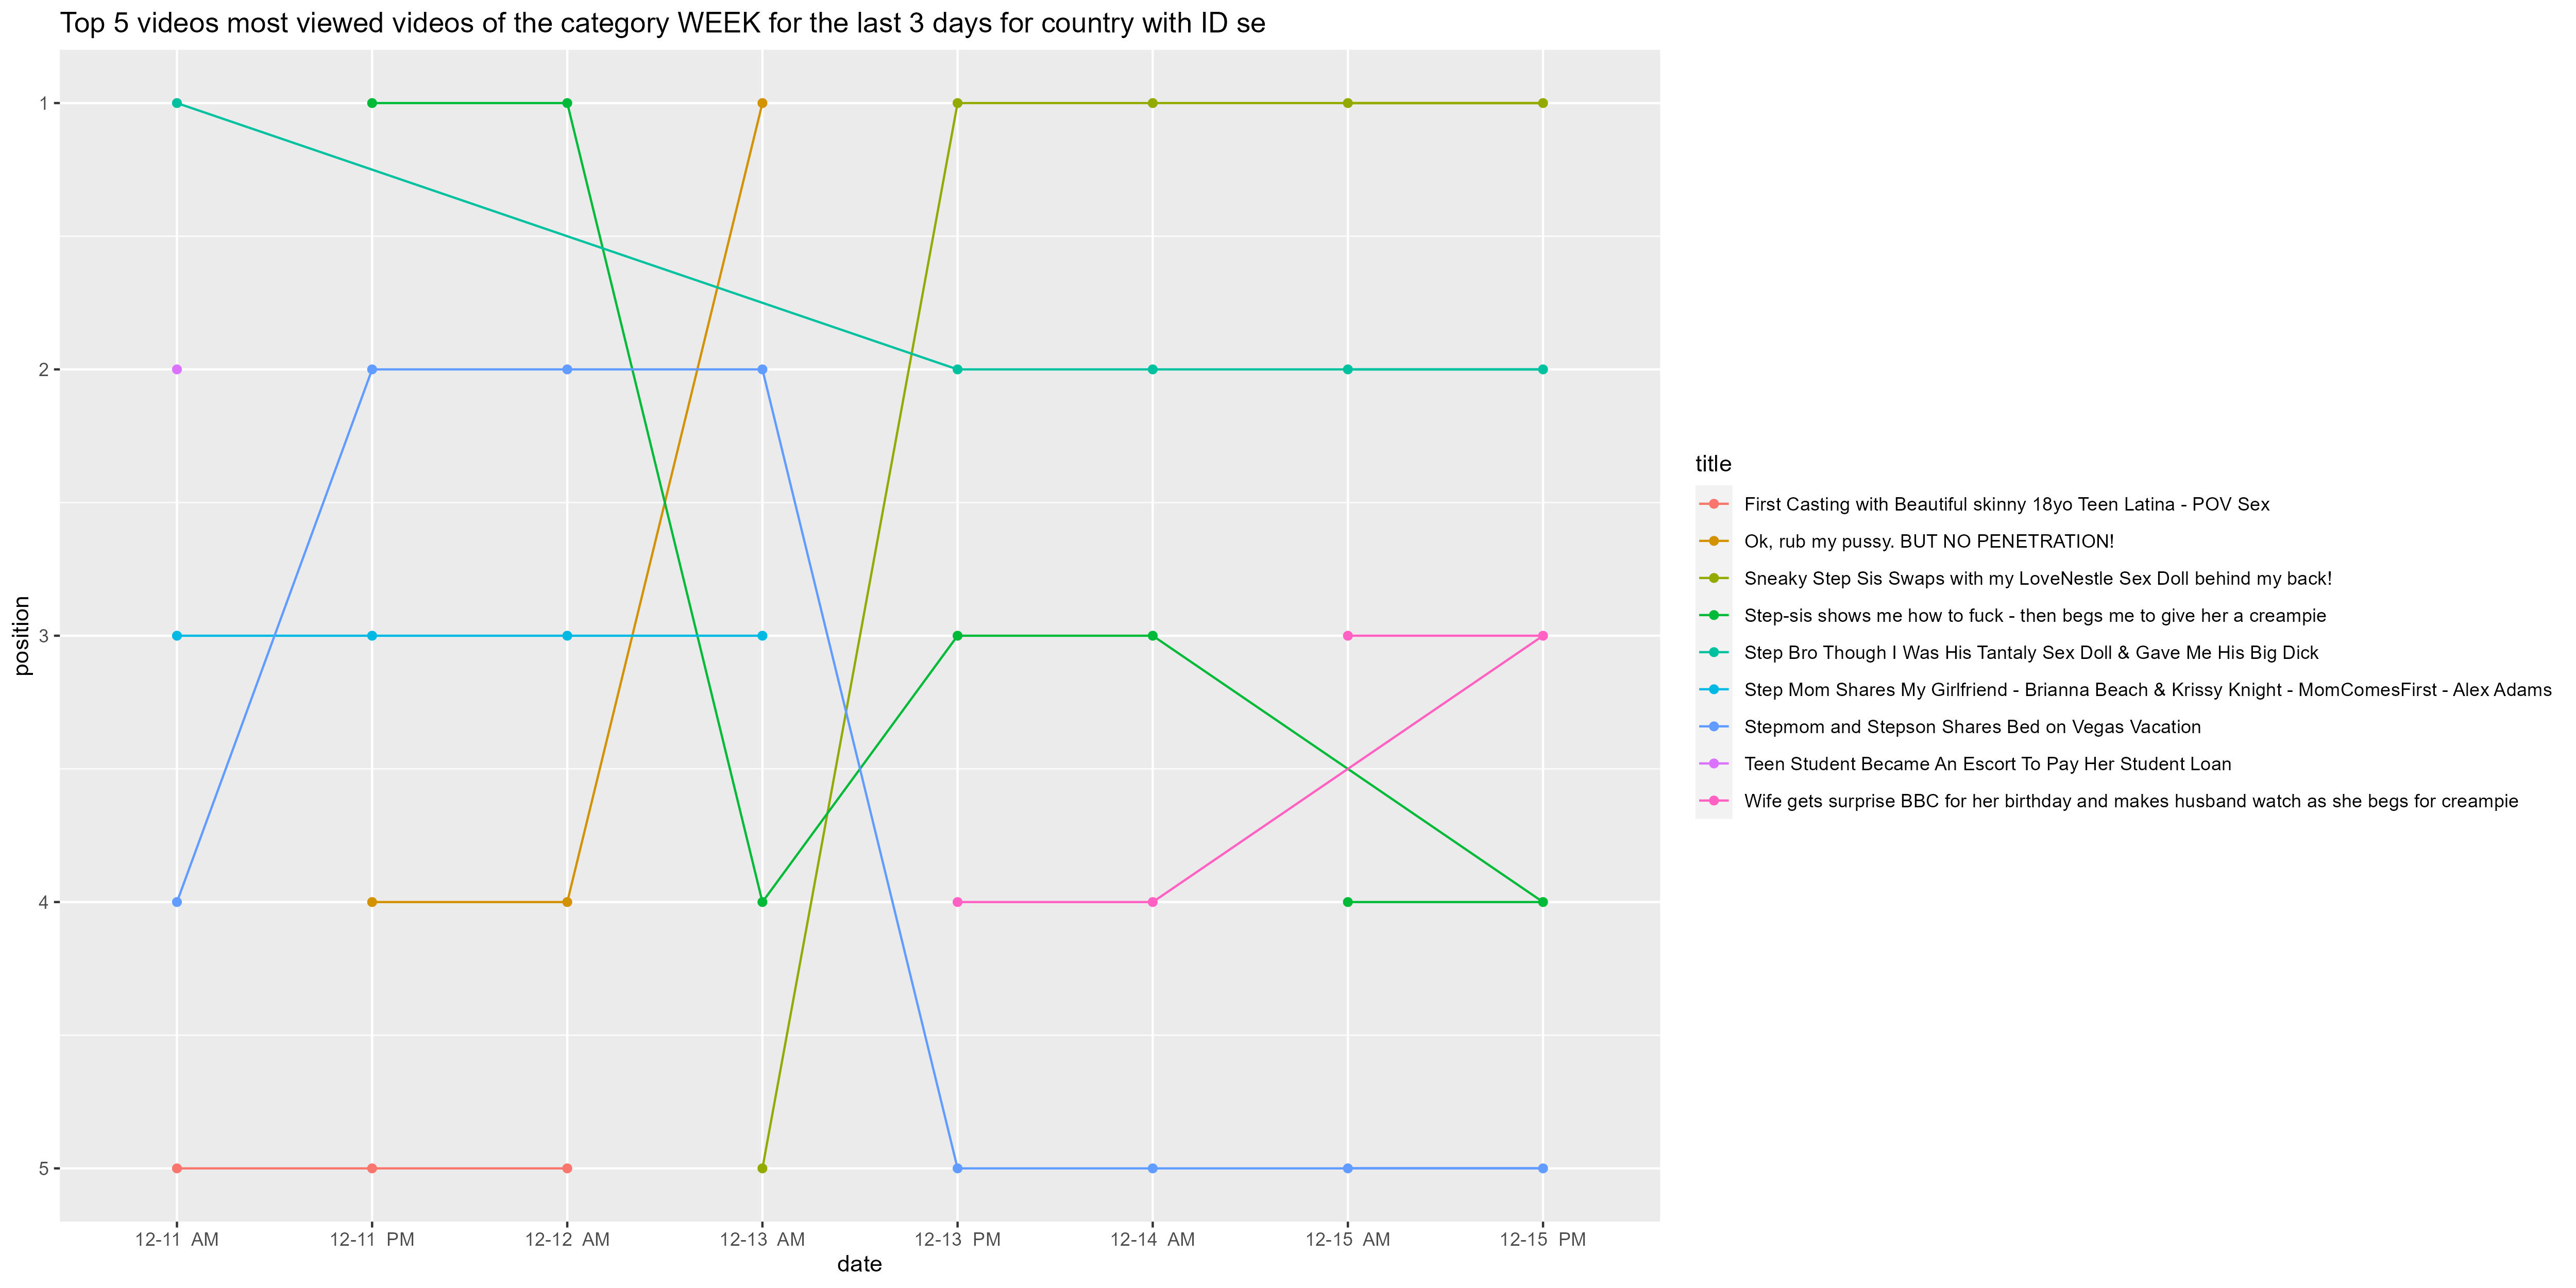 Top 5 videos most viewed videos of the category WEEK for the last 3 days for country with ID se
position
1
2
3
4
5
12-11 AM
12-11 PM
12-12 AM
12-13 AM
12-13 PM
12-14 AM
12-15 AM
12-15 PM
date
title
First Casting with Beautiful skinny 18yo Teen Latina - POV Sex
Ok, rub my pussy. BUT NO PENETRATION!
Sneaky Step Sis Swaps with my LoveNestle Sex Doll behind my back!
Step-sis shows me how to fuck - then begs me to give her a creampie
Step Bro Though I Was His Tantaly Sex Doll & Gave Me His Big Dick
Step Mom Shares My Girlfriend - Brianna Beach & Krissy Knight - MomComesFirst - Alex Adams
Stepmom and Stepson Shares Bed on Vegas Vacation
Teen Student Became An Escort To Pay Her Student Loan
Wife gets surprise BBC for her birthday and makes husband watch as she begs for creampie